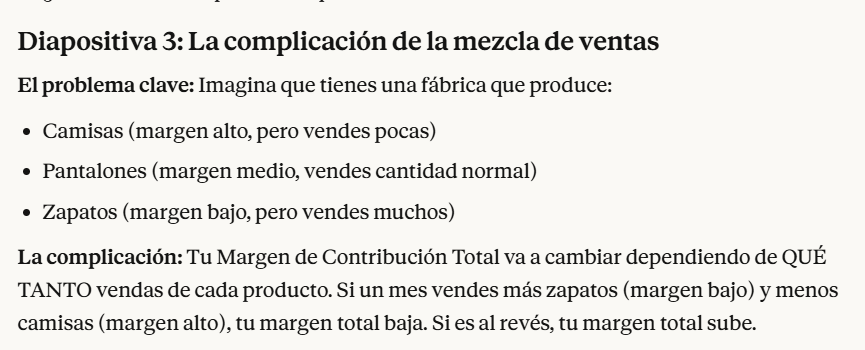 Diapositiva 3: La complicación de la mezcla de ventas
El problema clave: Imagina que tienes una fábrica que produce:
• Camisas (margen alto, pero vendes pocas)
• Pantalones (margen medio, vendes cantidad normal)
• Zapatos (margen bajo, pero vendes muchos)
La complicación: Tu Margen de Contribución Total va a cambiar dependiendo de QUÉ
TANTO vendas de cada producto. Si un mes vendes más zapatos (margen bajo) y menos
camisas (margen alto), tu margen total baja. Si es al revés, tu margen total sube.